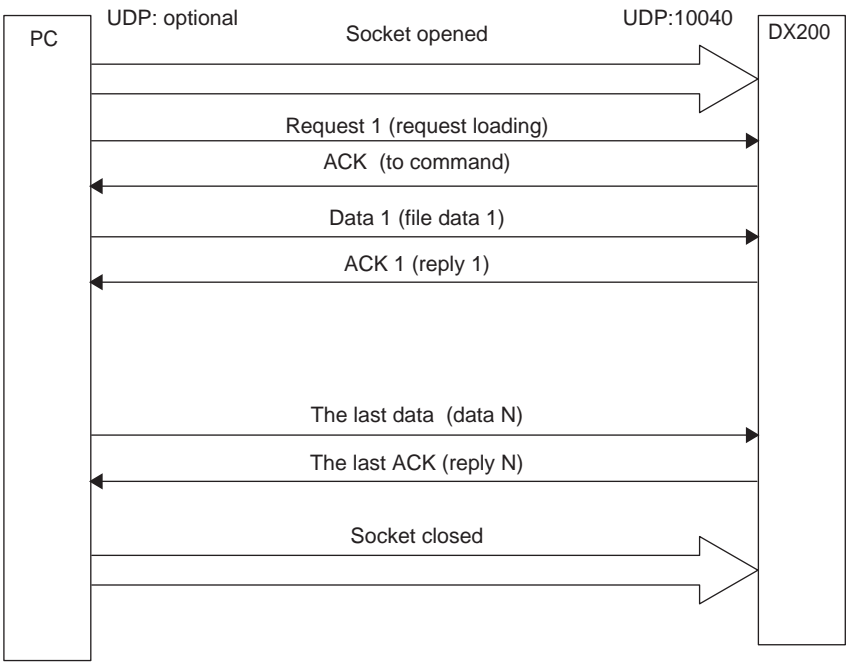 UDP: optional
UDP:10040
PC
Socket opened
DX200
Request 1 (request loading)
ACK (to command)
Data 1 (file data 1)
ACK 1 (reply 1)
The last data (data N)
The last ACK (reply N)
Socket closed